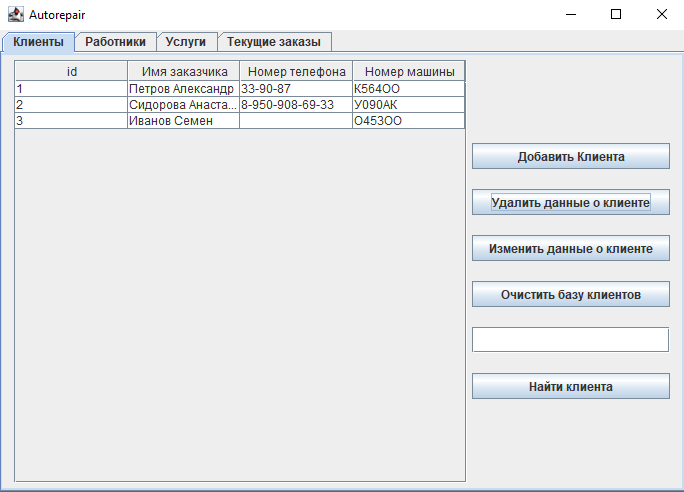 Autorepair
Клиенты Работники Услуги Текущие заказы
id Имя заказчика Номер телефона Номер машины
1 Петров Александр 33-90-87 К564ОО
2 Сидорова Анаста... 8-950-908-69-33 У090АК
3 Иванов Семен О453ОО
Добавить Клиента
Удалить данные о клиенте
Изменить данные о клиенте
Очистить базу клиентов
Найти клиента